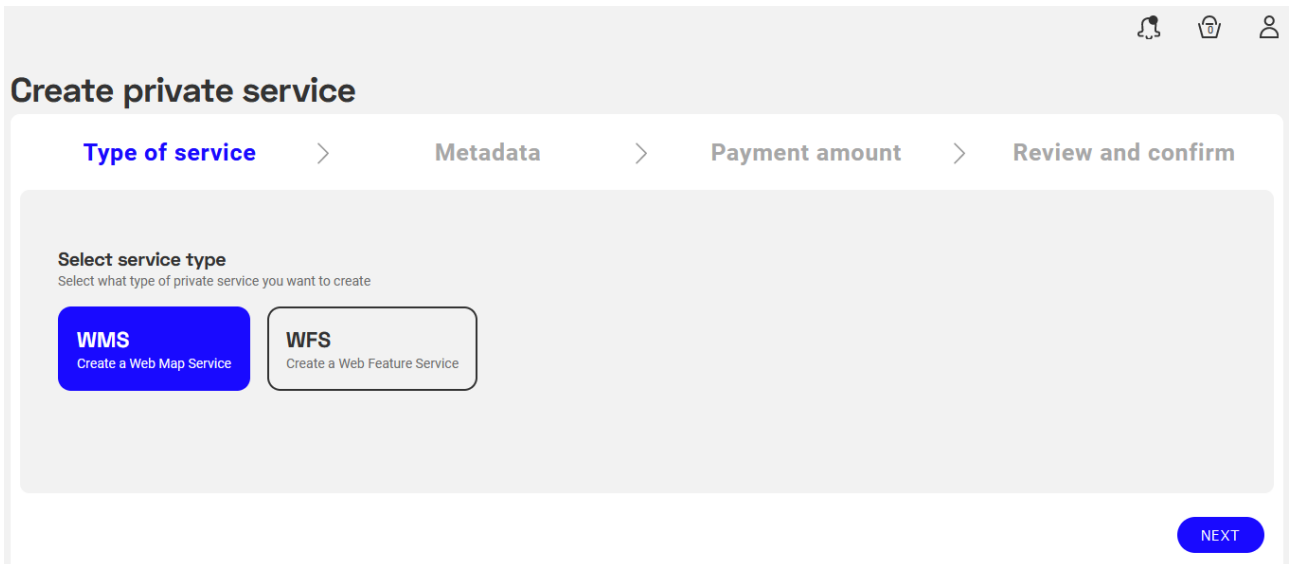 0
Create private service
Type of service > Metadata > Payment amount > Review and confirm
Select service type
Select what type of private service you want to create
WMS
Create a Web Map Service
WFS
Create a Web Feature Service
NEXT